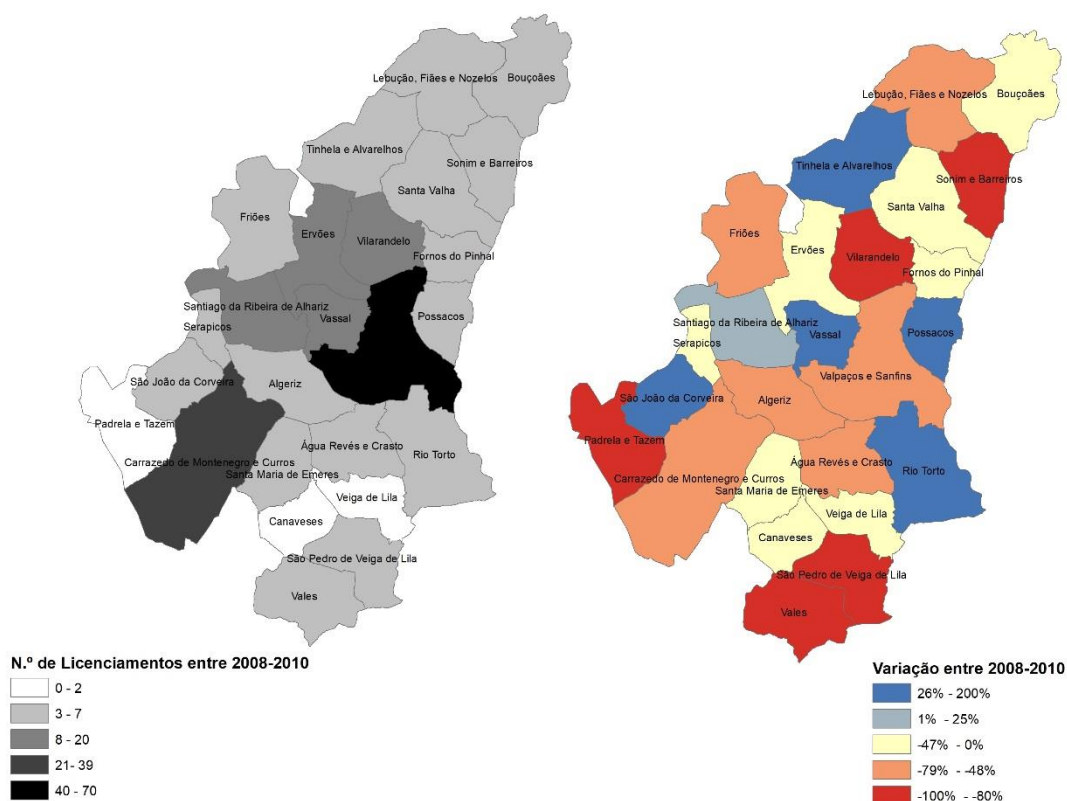 Lebução, Fiães e Nozelos
Bouçoães
Tinhela e Alvarelhos
Sonim e Barreiros
Santa Valha
Friões
Ervões
Vilarandelo
Fornos do Pinhal
Santiago da Ribeira de Alhariz
Vassal
Possacos
Serapicos
São João da Corveira
Algeriz
Padrela e Tazem
Água Revés e Crasto
Rio Torto
Carrazedo de Montenegro e Curros
Santa Maria de Emeres
Veiga de Lila
Canaveses
São Pedro de Veiga de Lila
Vales
N.º de Licenciamentos entre 2008-2010
0 - 2
3 - 7
8 - 20
21- 39
40 - 70
Lebução, Fiães e Nozelos
Bouçoães
Tinhela e Alvarelhos
Sonim e Barreiros
Santa Valha
Friões
Ervões
Vilarandelo
Fornos do Pinhal
Santiago da Ribeira de Alhariz
Vassal
Possacos
Serapicos
Valpaços e Sanfins
São João da Corveira
Algeriz
Padrela e Tazem
Água Revés e Crasto
Rio Torto
Carrazedo de Montenegro e Curros
Santa Maria de Emeres
Veiga de Lila
Canaveses
São Pedro de Veiga de Lila
Vales
Variação entre 2008-2010
26% - 200%
1% - 25%
-47% - 0%
-79% - -48%
-100% - -80%